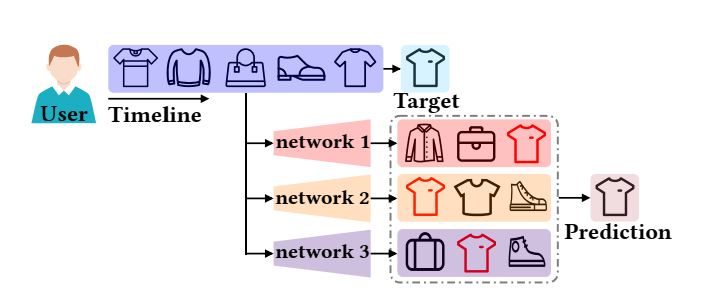 User
Timeline
Target
network 1
network 2
network 3
Prediction